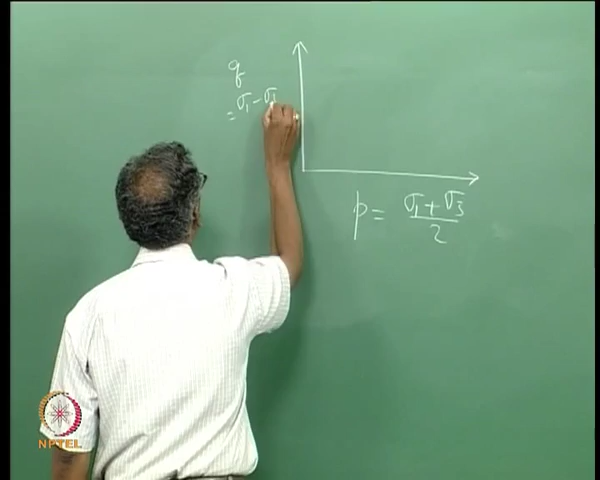 q
= σ₁ - σ
p = σ₁ + σ₃
2
NPTEL